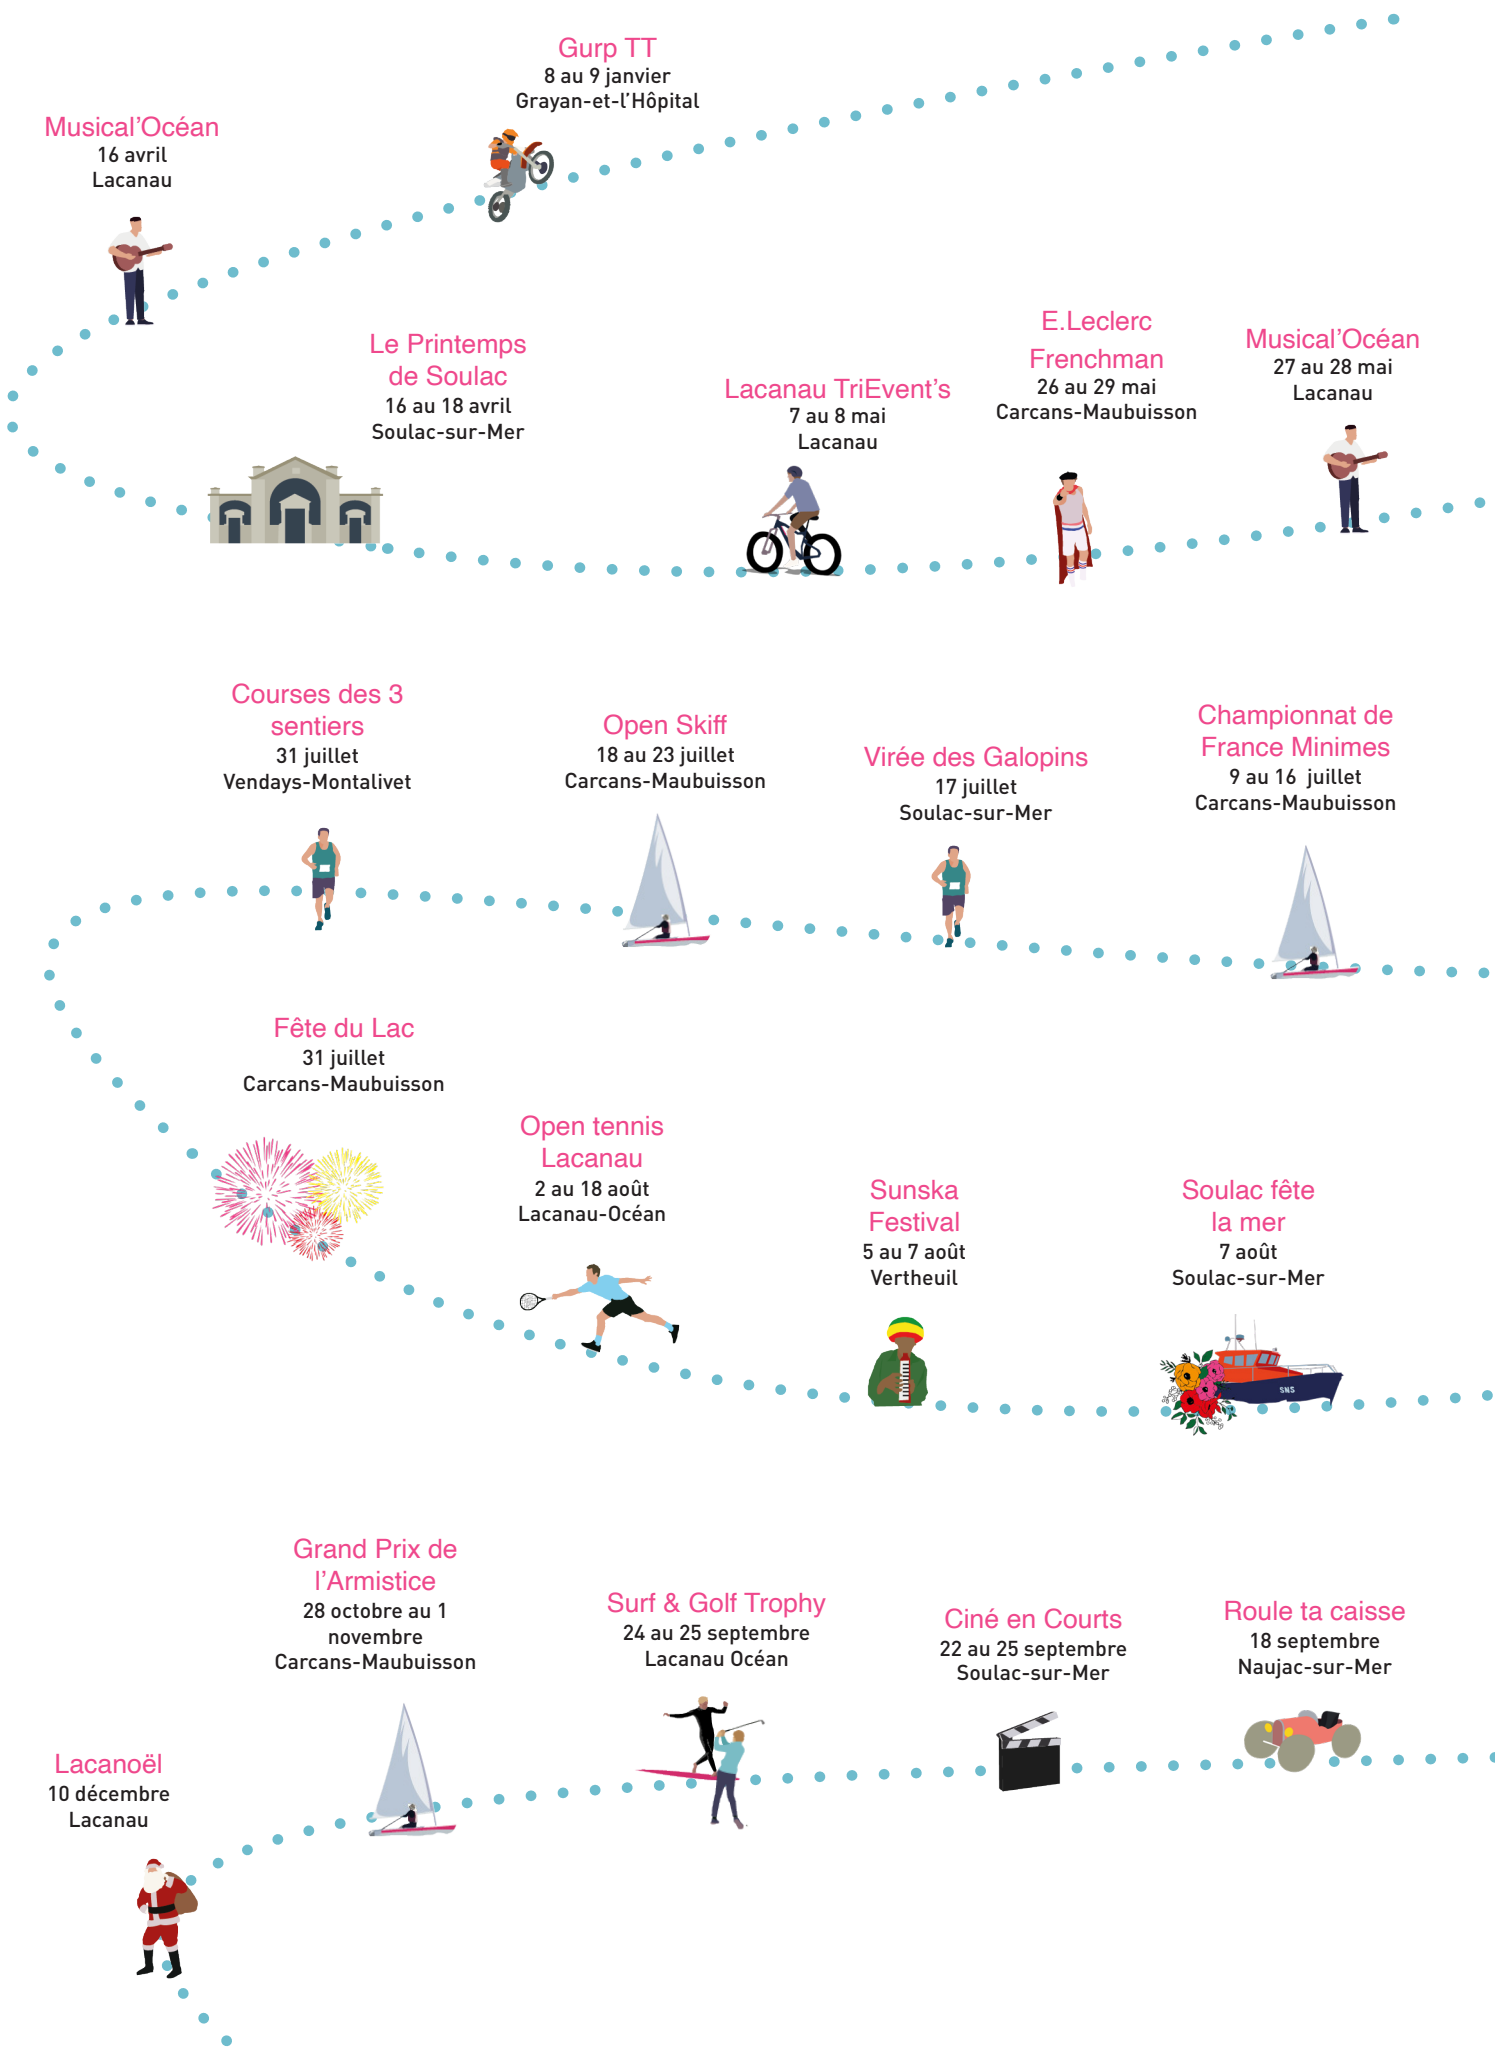 Gurp TT
8 au 9 janvier
Grayan-et-l'Hôpital
Musical'Océan
16 avril
Lacanau
Le Printemps
de Soulac
16 au 18 avril
Soulac-sur-Mer
Lacanau TriEvent's
7 au 8 mai
Lacanau
E.Leclerc
Frenchman
26 au 29 mai
Carcans-Maubuisson
Musical'Océan
27 au 28 mai
Lacanau
Courses des 3
sentiers
31 juillet
Vendays-Montalivet
Open Skiff
18 au 23 juillet
Carcans-Maubuisson
Virée des Galopins
17 juillet
Soulac-sur-Mer
Championnat de
France Minimes
9 au 16 juillet
Carcans-Maubuisson
Fête du Lac
31 juillet
Carcans-Maubuisson
Open tennis
Lacanau
2 au 18 août
Lacanau-Océan
Sunska
Festival
5 au 7 août
Vertheuil
Soulac fête
la mer
7 août
Soulac-sur-Mer
SNS
Grand Prix de
l'Armistice
28 octobre au 1
novembre
Carcans-Maubuisson
Surf & Golf Trophy
24 au 25 septembre
Lacanau Océan
Ciné en Courts
22 au 25 septembre
Soulac-sur-Mer
Roule ta caisse
18 septembre
Naujac-sur-Mer
Lacanoël
10 décembre
Lacanau